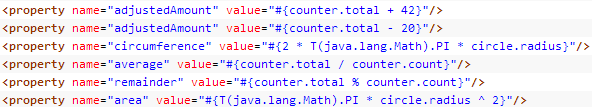 <property name="adjustedAmount" value="#{counter.total + 42}"/>
<property name="adjustedAmount" value="#{counter.total - 20}"/>
<property name="circumference" value="#{2 * T(java.lang.Math).PI * circle.radius}"/>
<property name="average" value="#{counter.total / counter.count}"/>
<property name="remainder" value="#{counter.total % counter.count}"/>
<property name="area" value="#{T(java.lang.Math).PI * circle.radius ^ 2}"/>